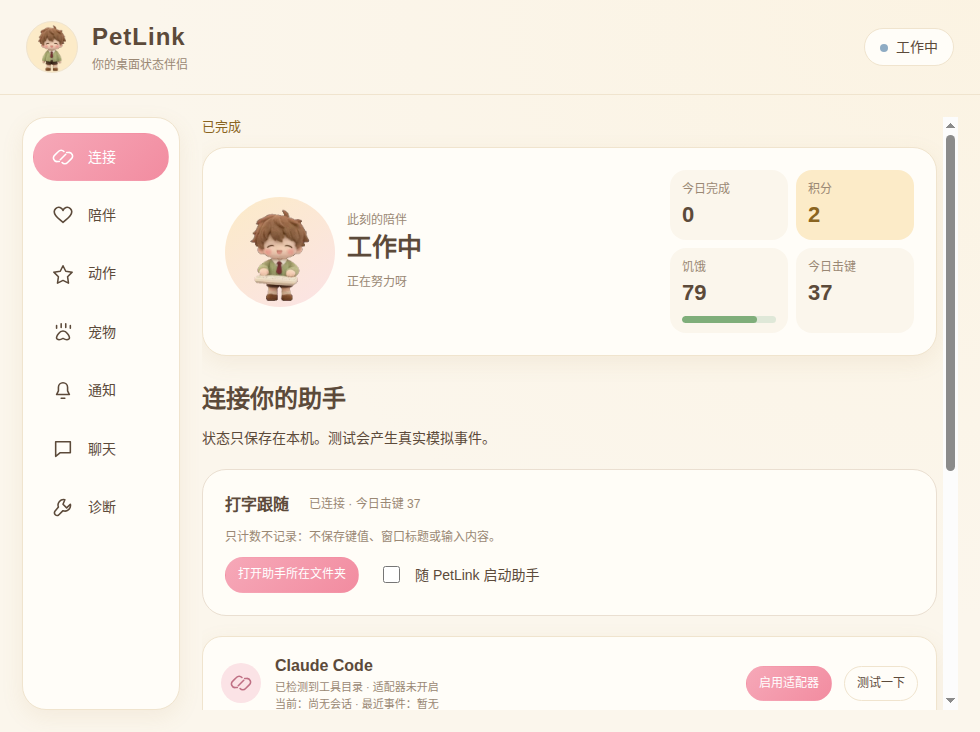 PetLink
你的桌面状态伴侣
工作中
连接
陪伴
动作
宠物
通知
聊天
诊断
已完成
此刻的陪伴
工作中
正在努力呀
今日完成
0
积分
2
饥饿
79
今日击键
37
连接你的助手
状态只保存在本机。测试会产生真实模拟事件。
打字跟随 已连接 · 今日击键 37
只计数不记录：不保存键值、窗口标题或输入内容。
打开助手所在文件夹 随 PetLink 启动助手
Claude Code
已检测到工具目录 · 适配器未开启
当前：尚无会话 · 最近事件：暂无
启用适配器 测试一下